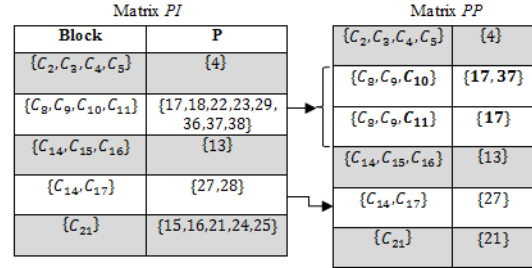 Matrix PI
Block P
{C2,C3,C4,C5} {4}
{C8,C9,C10,C11} {17,18,22,23,29,
36,37,38}
{C14,C15,C16} {13}
{C14,C17} {27,28}
{C21} {15,16,21,24,25}
Matrix PP
{C2,C3,C4,C5} {4}
{C8,C9,C10} {17,37}
{C8,C9,C11} {17}
{C14,C15,C16} {13}
{C14,C17} {27}
{C21} {21}